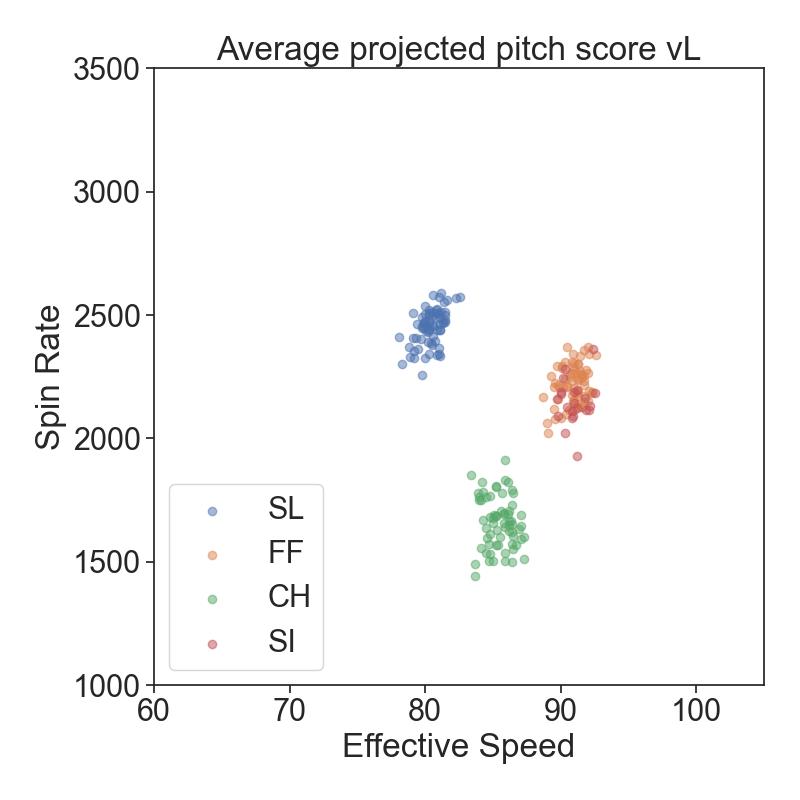 Average projected pitch score vL
Spin Rate
3500
3000
2500
2000
1500
1000
SL
FF
CH
SI
60 70 80 90 100
Effective Speed